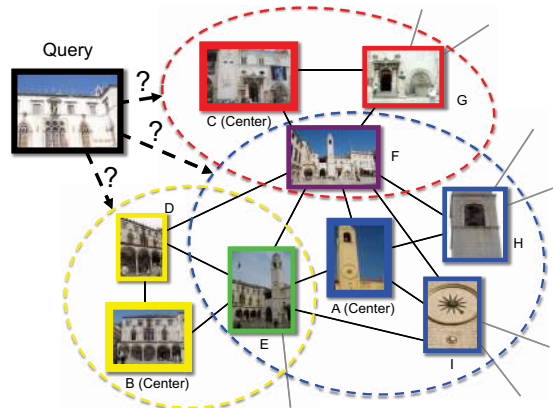 Query
?
?
?
C (Center)
G
F
D
H
A (Center)
E
I
B (Center)